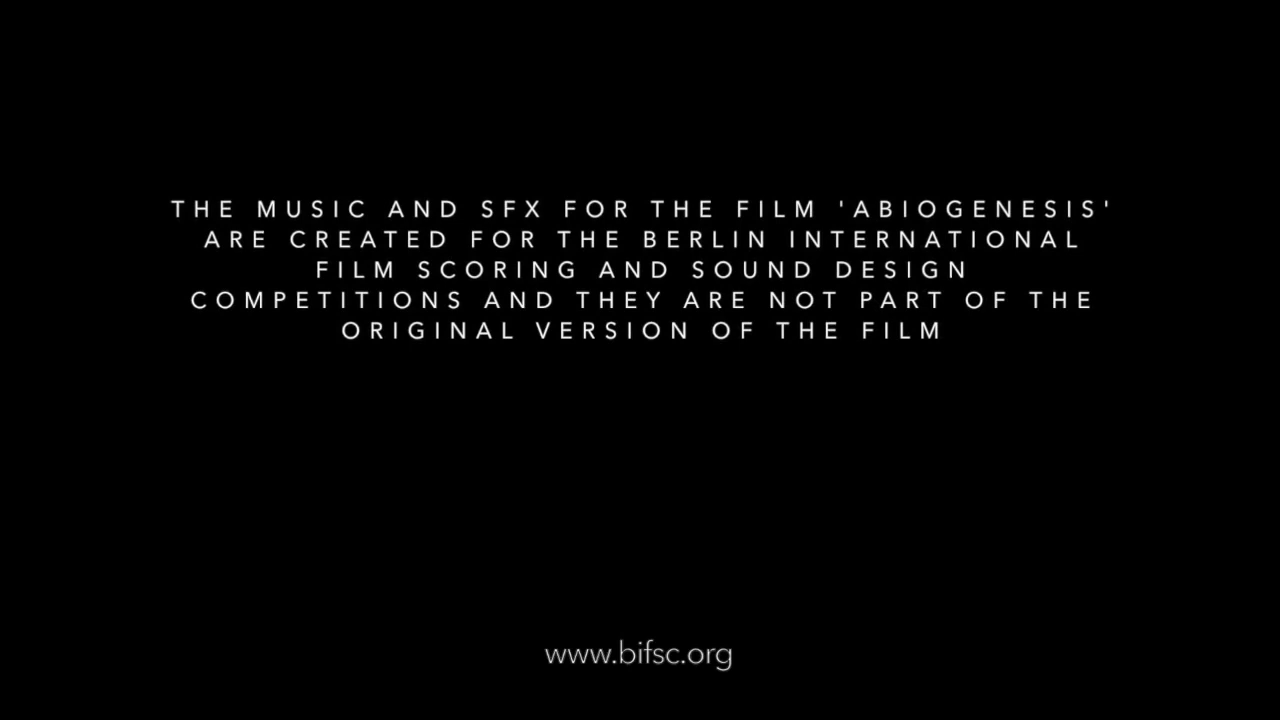 THE MUSIC AND SFX FOR THE FILM 'ABIOGENESIS'
ARE CREATED FOR THE BERLIN INTERNATIONAL
FILM SCORING AND SOUND DESIGN
COMPETITIONS AND THEY ARE NOT PART OF THE
ORIGINAL VERSION OF THE FILM
www.bifsc.org